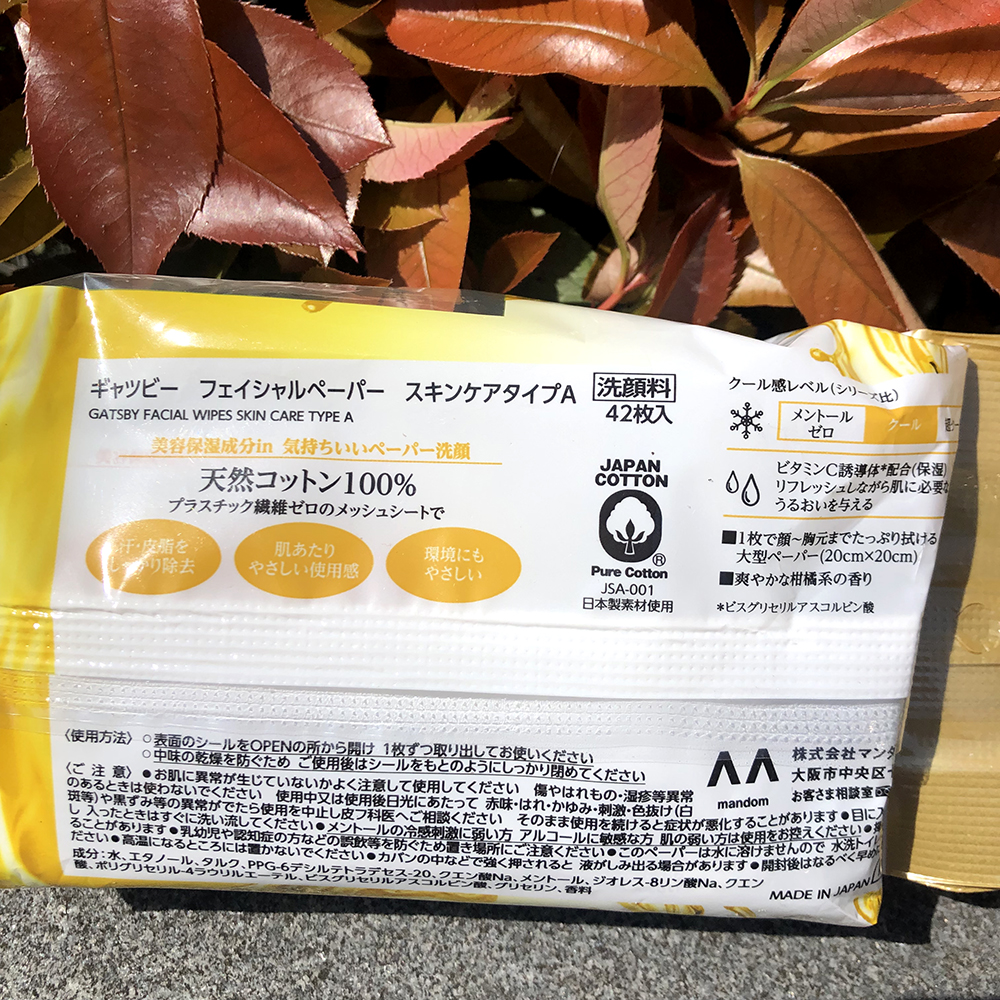 ギャツビー フェイシャルペーパー スキンケアタイプA
GATSBY FACIAL WIPES SKIN CARE TYPE A
洗顔料
42枚入
美容保湿成分in 気持ちいいペーパー洗顔
天然コットン100%
プラスチック繊維ゼロのメッシュシートで
汗・皮脂を
しっかり除去
肌あたり
やさしい使用感
環境にも
やさしい
JAPAN
COTTON
®
Pure Cotton
JSA-001
日本製素材使用
クール感レベル(シリーズ比)
メントール
ゼロ
クール
ビタミンC誘導体*配合(保湿)
リフレッシュしながら肌に必要な
うるおいを与える
■1枚で顔~胸元までたっぷり拭ける
大型ペーパー(20cm×20cm)
■爽やかな柑橘系の香り
*ビスグリセリルアスコルビン酸
〈使用方法〉 ○表面のシールをOPENの所から開け 1枚ずつ取り出してお使いください
○中味の乾燥を防ぐため ご使用後はシールをもとのようにしっかり閉めてください
〈ご 注 意〉 ●お肌に異常が生じていないかよく注意して使用してください 傷やはれもの・湿疹等異常
のあるときは使わないでください 使用中又は使用後日光にあたって 赤味・はれ・かゆみ・刺激・色抜け(白
斑等)や黒ずみ等の異常がでたら使用を中止し皮フ科医へご相談ください そのまま使用を続けると症状が悪化することがあります ●目に入
し 入ったときはすぐに洗い流してください ●メントールの冷感刺激に弱い方 アルコールに敏感な方 肌の弱い方は使用をお控えください
ることがあります ●乳幼児や認知症の方などの誤飲等を防ぐため置き場所にご注意ください ●このペーパーは水に溶けませんので 水洗トイ
ださい ●高温になるところには置かないでください ●カバンの中などで強く押されると 液がしみ出る場合があります ●開封後はなるべく早め
成分:水、エタノール、タルク、PPG-6デシルテトラデセス-20、クエン酸Na、メントール、ジオレス-8リン酸Na、クエン
酸、ポリグリセリル-4ラウリルエーテル、ビスグリセリルアスコルビン酸、グリセリン、香料
mandom
株式会社マンダ
大阪市中央区
お客さま相談室
MADE IN JAPAN